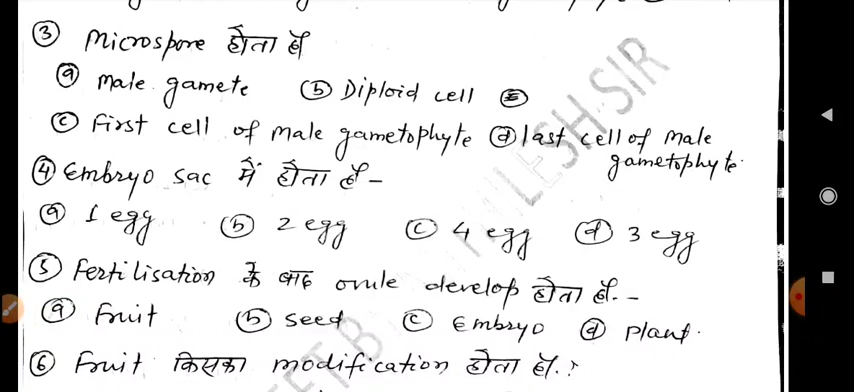 ③ Microspore होता हैं
ⓐ Male gamete ⓑ Diploid cell
ⓒ First cell of male gametophyte ⓓ last cell of male
gametophyte.
④ Embryo sac में होता हैं -
ⓐ 1 egg ⓑ 2 egg ⓒ 4 egg ⓓ 3 egg
⑤ Fertilisation के बाद ovule develop होता हैं. -
ⓐ Fruit ⓑ Seed ⓒ Embryo ⓓ Plant.
⑥ Fruit किसका modification होता हैं.?